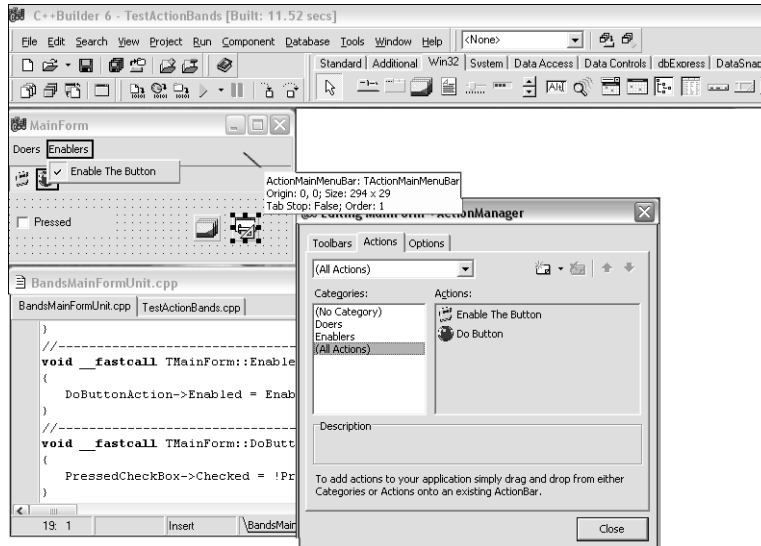 C++Builder 6 - TestActionBands [Built: 11.52 secs]
File Edit Search View Project Run Component Database Tools Window Help <None>
Standard Additional Win32 System Data Access Data Controls dbExpress DataSnap
MainForm
Doers Enablers
Enable The Button
ActionMainMenuBar: TActionMainMenuBar
Origin: 0, 0; Size: 294 x 29
Tab Stop: False; Order: 1
Pressed
Editing MainForm->ActionManager
Toolbars Actions Options
(All Actions)
Categories: Actions:
(No Category)
Doers
Enablers
(All Actions)
Enable The Button
Do Button
Description
To add actions to your application simply drag and drop from either
Categories or Actions onto an existing ActionBar.
Close
BandsMainFormUnit.cpp
BandsMainFormUnit.cpp TestActionBands.cpp
}
//-----------------------------
void __fastcall TMainForm::Enable
{
DoButtonAction->Enabled = Enab
}
//-----------------------------
void __fastcall TMainForm::DoButt
{
PressedCheckBox->Checked = !Pr
}
19: 1 Insert \BandsMain